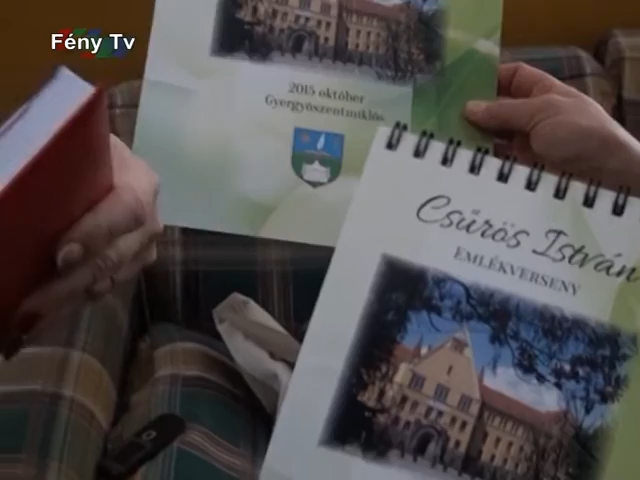 Fény Tv
2015 október
Gyergyószentmiklós
Csűrös István
EMLÉKVERSENY